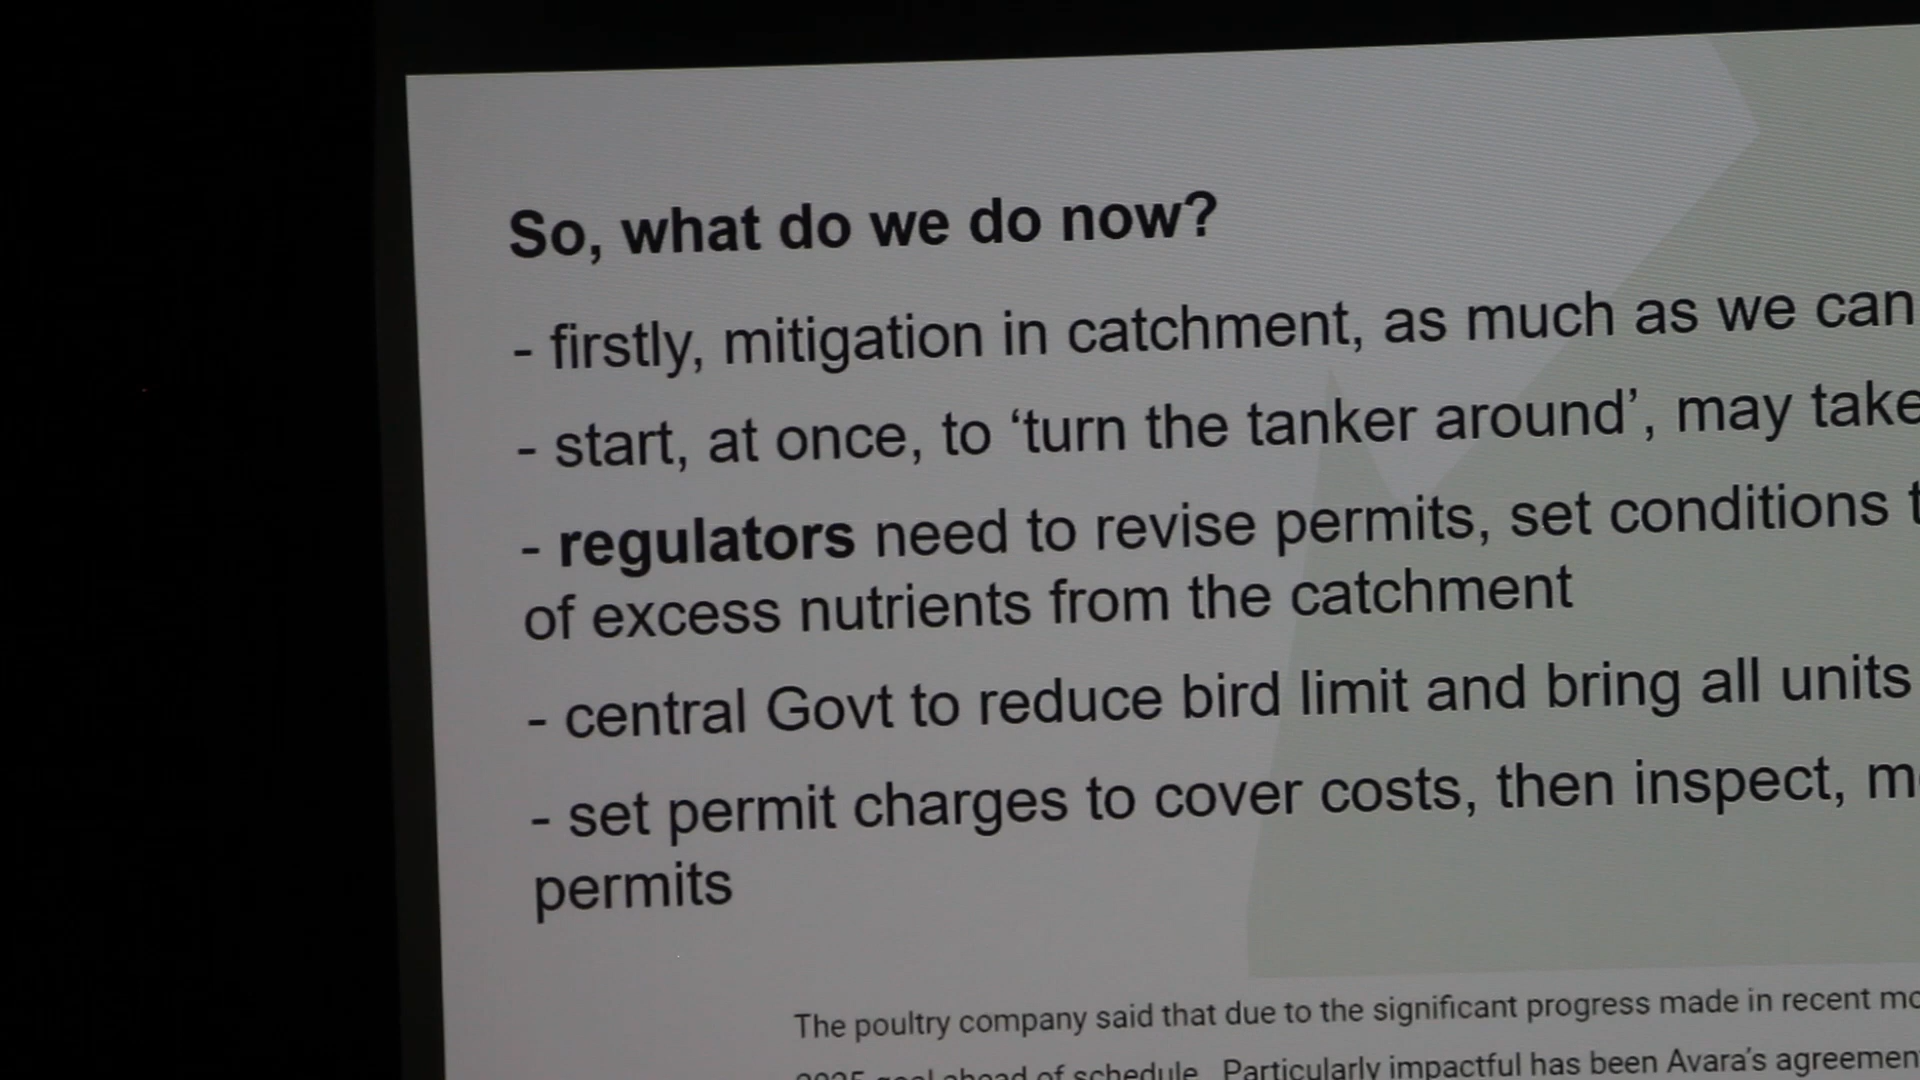 So, what do we do now?
- firstly, mitigation in catchment, as much as we can
- start, at once, to ‘turn the tanker around’, may take
- regulators need to revise permits, set conditions
of excess nutrients from the catchment
- central Govt to reduce bird limit and bring all units
- set permit charges to cover costs, then inspect,
permits
The poultry company said that due to the significant progress made in recent
goal ahead of schedule. Particularly impactful has been Avara's